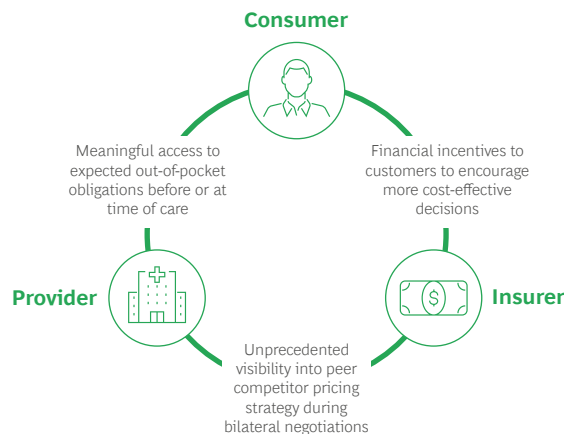 Consumer
Meaningful access to
expected out-of-pocket
obligations before or at
time of care
Financial incentives to
customers to encourage
more cost-effective
decisions
Provider
$
Insurer
Unprecedented
visibility into peer
competitor pricing
strategy during
bilateral negotiations